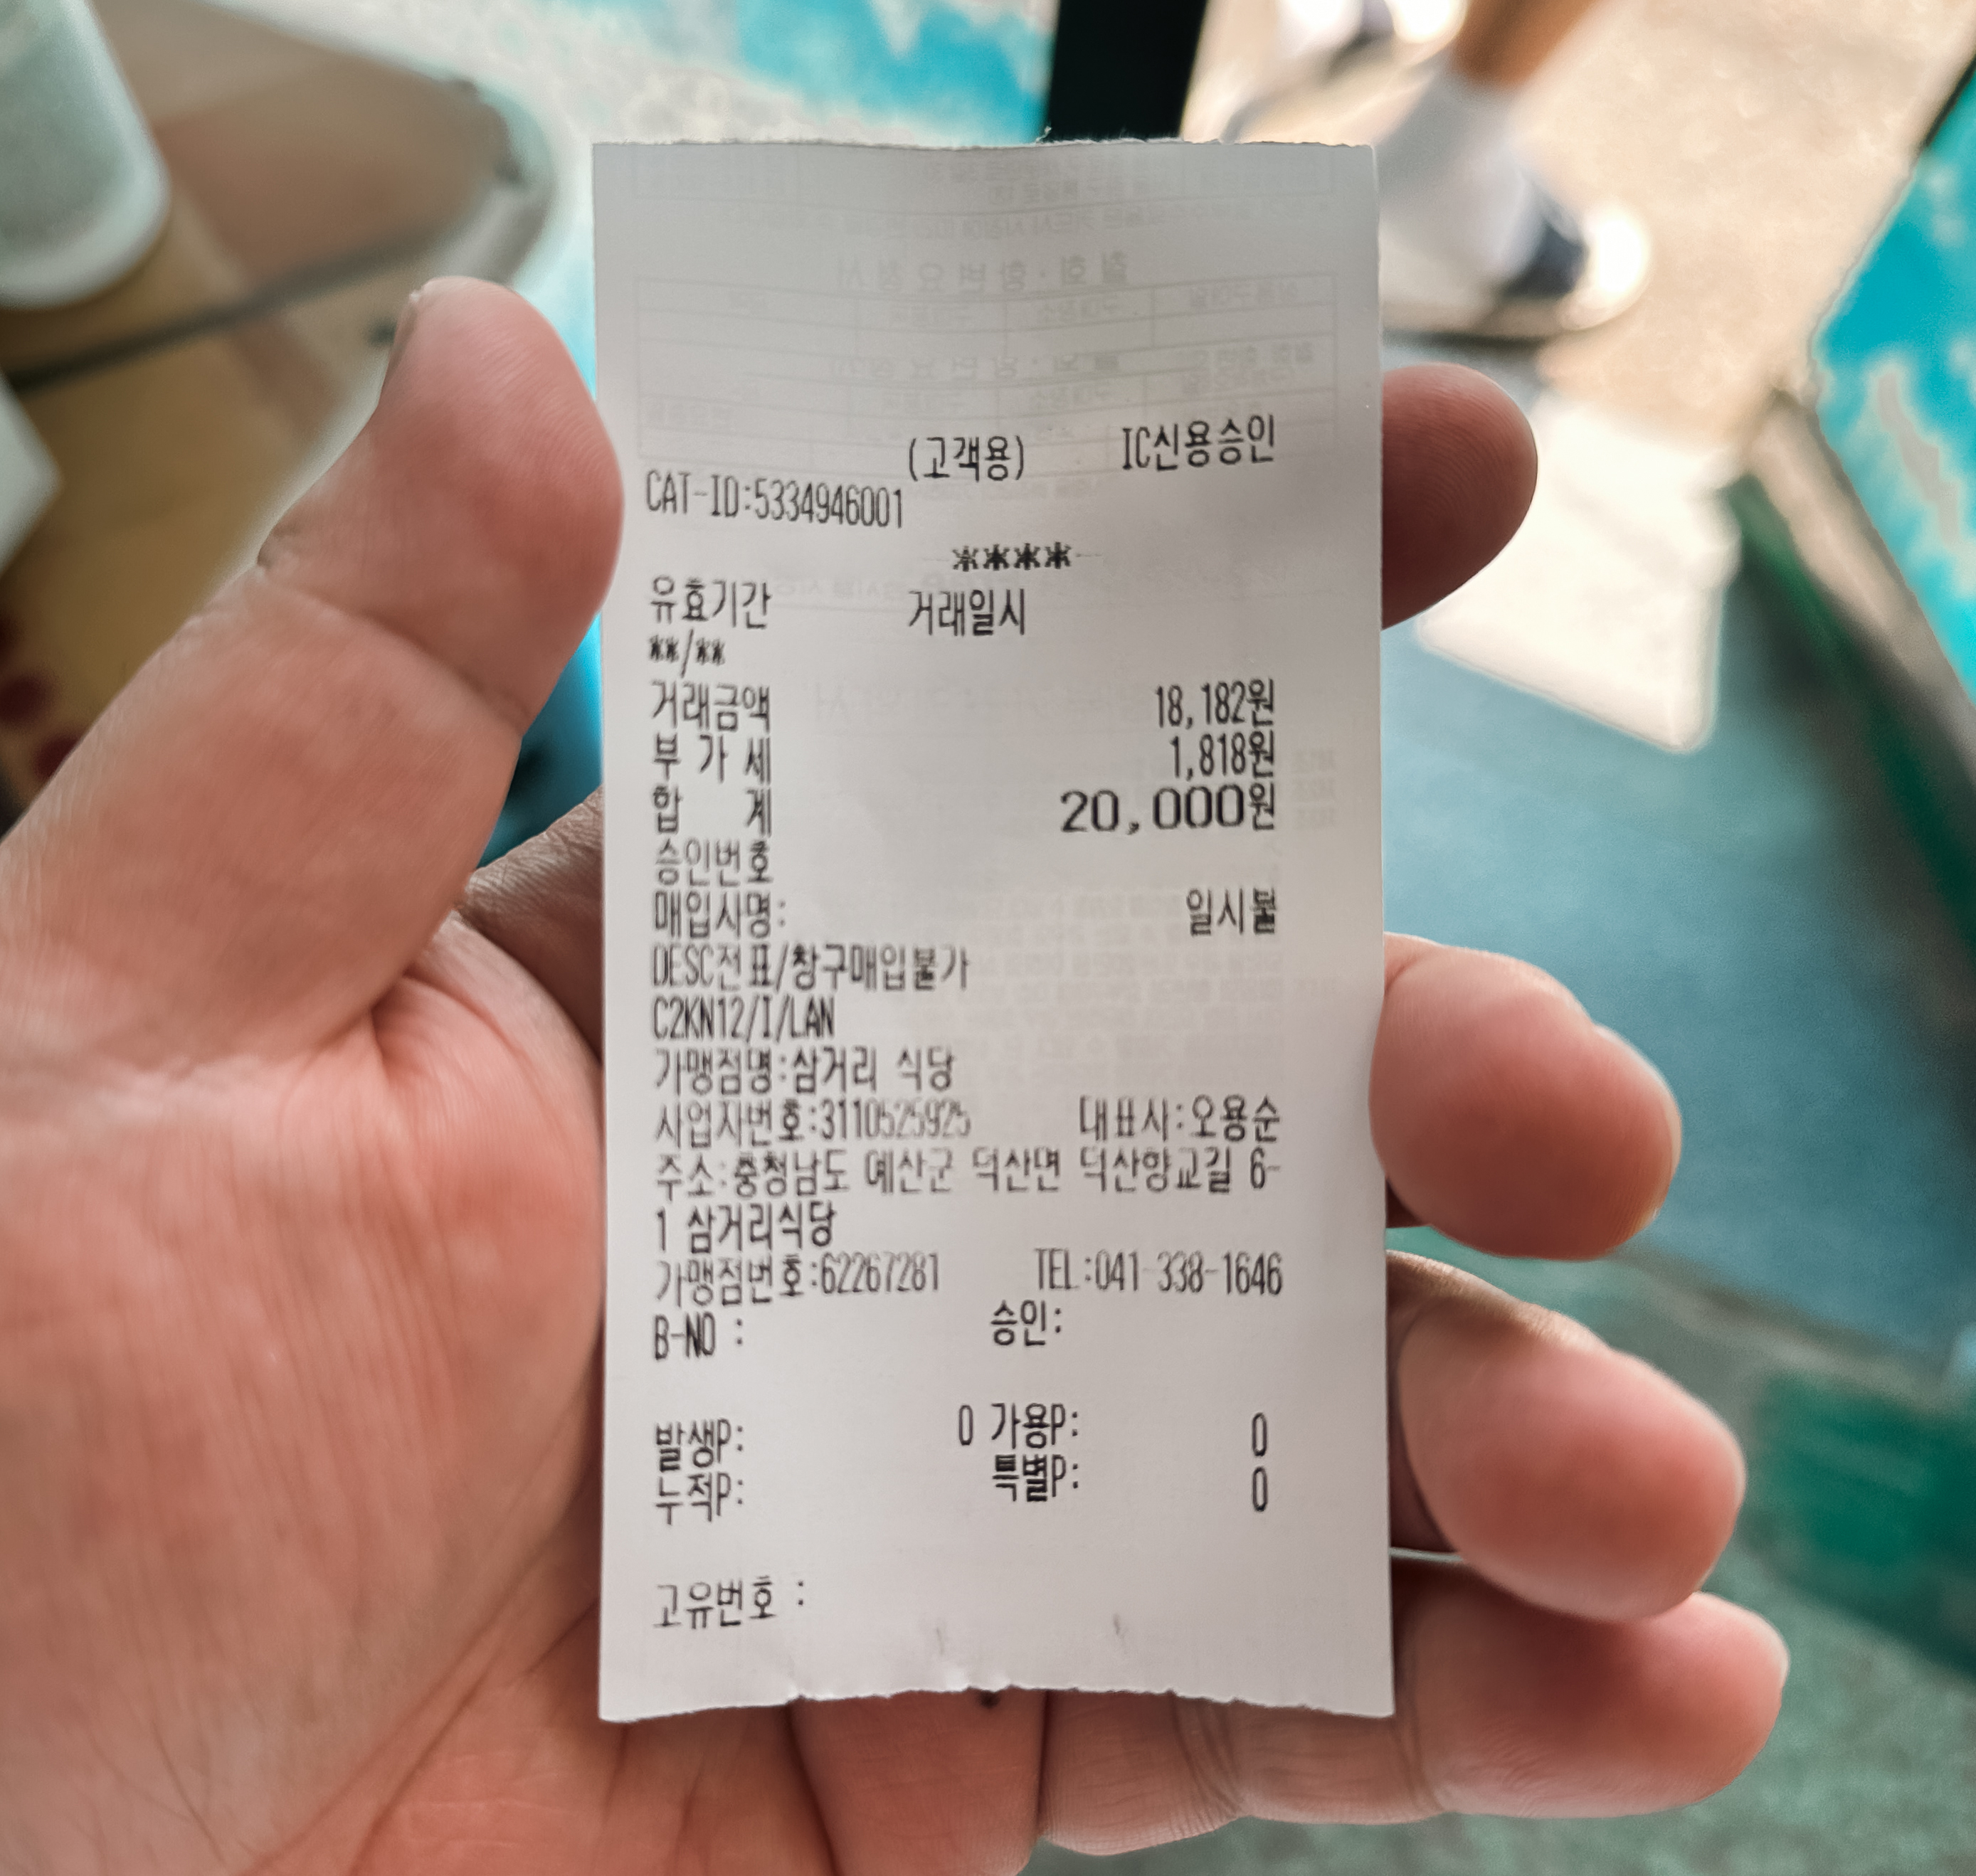 (고객용) IC신용승인
CAT-ID:5334946001
****
유효기간 거래일시
**/**
거래금액 18,182원
부 가 세 1,818원
합 계 20,000원
승인번호
매입사명: 일시불
DESC전표/창구매입불가
C2KN12/I/LAN
가맹점명:삼거리 식당
사업자번호:3110525925 대표사:오용순
주소:충청남도 예산군 덕산면 덕산향교길 6-
1 삼거리식당
가맹점번호:62267281 TEL:041-338-1646
B-NO : 승인:
발생P: 0 가용P: 0
누적P: 특별P: 0
고유번호 :